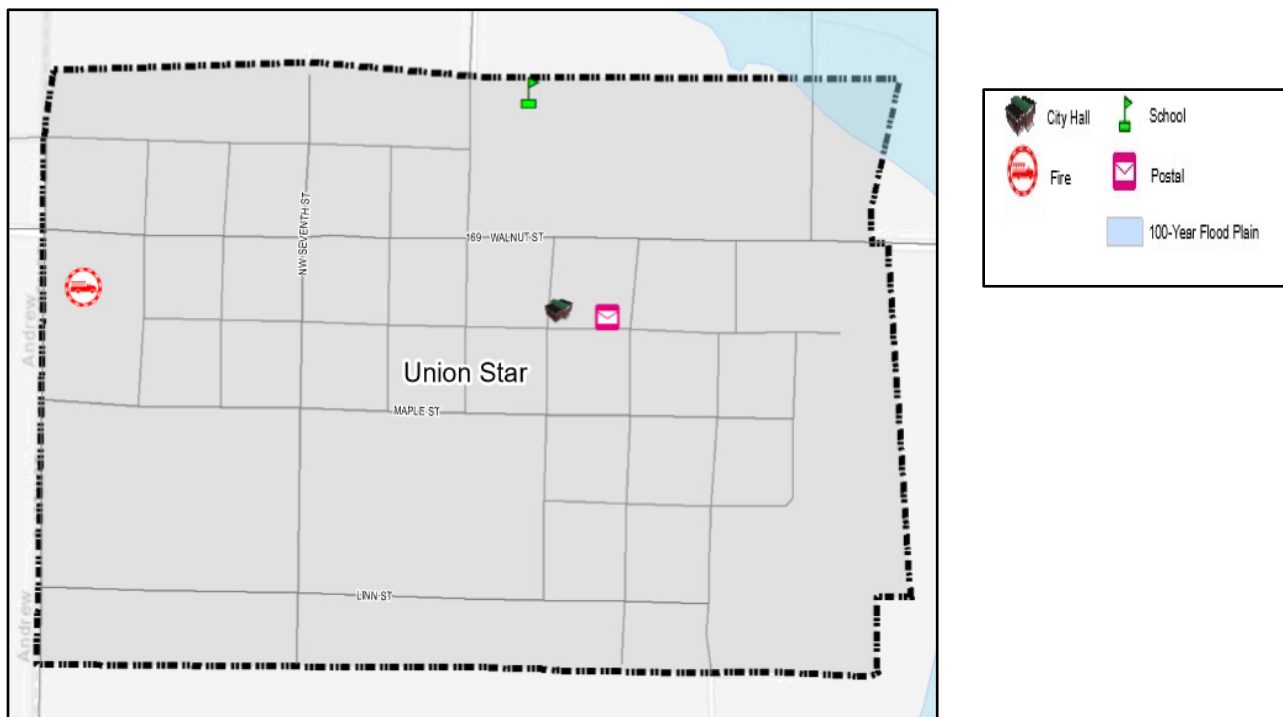 NW SEVENTH ST
169 WALNUT ST
Andrew
Union Star
MAPLE ST
LINN ST
Andrew
City Hall
School
Fire
Postal
100-Year Flood Plain